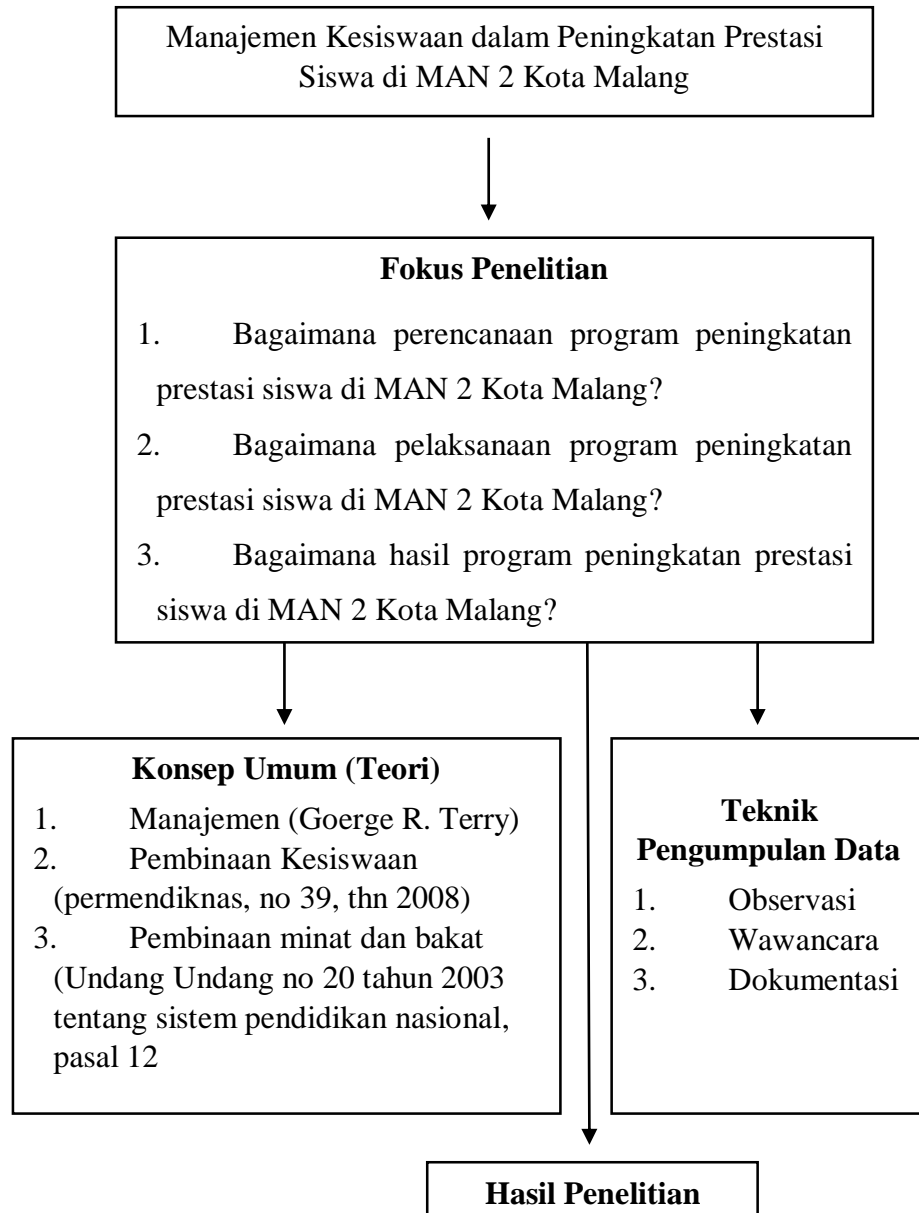 Manajemen Kesiswaan dalam Peningkatan Prestasi
Siswa di MAN 2 Kota Malang
Fokus Penelitian
1. Bagaimana perencanaan program peningkatan
prestasi siswa di MAN 2 Kota Malang?
2. Bagaimana pelaksanaan program peningkatan
prestasi siswa di MAN 2 Kota Malang?
3. Bagaimana hasil program peningkatan prestasi
siswa di MAN 2 Kota Malang?
Konsep Umum (Teori)
1. Manajemen (Goerge R. Terry)
2. Pembinaan Kesiswaan
(permendiknas, no 39, thn 2008)
3. Pembinaan minat dan bakat
(Undang Undang no 20 tahun 2003
tentang sistem pendidikan nasional,
pasal 12
Teknik
Pengumpulan Data
1. Observasi
2. Wawancara
3. Dokumentasi
Hasil Penelitian